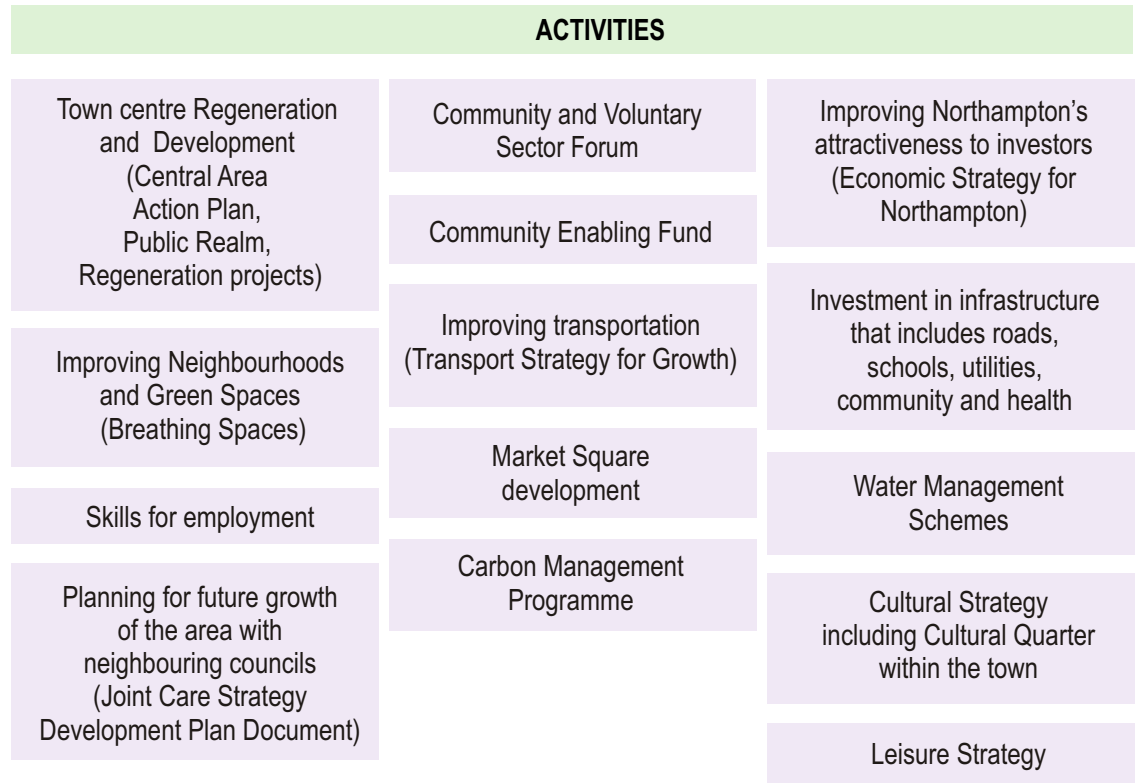 ACTIVITIES
Town centre Regeneration
and Development
(Central Area
Action Plan,
Public Realm,
Regeneration projects)
Improving Neighbourhoods
and Green Spaces
(Breathing Spaces)
Skills for employment
Planning for future growth
of the area with
neighbouring councils
(Joint Care Strategy
Development Plan Document)
Community and Voluntary
Sector Forum
Community Enabling Fund
Improving transportation
(Transport Strategy for Growth)
Market Square
development
Carbon Management
Programme
Improving Northampton’s
attractiveness to investors
(Economic Strategy for
Northampton)
Investment in infrastructure
that includes roads,
schools, utilities,
community and health
Water Management
Schemes
Cultural Strategy
including Cultural Quarter
within the town
Leisure Strategy